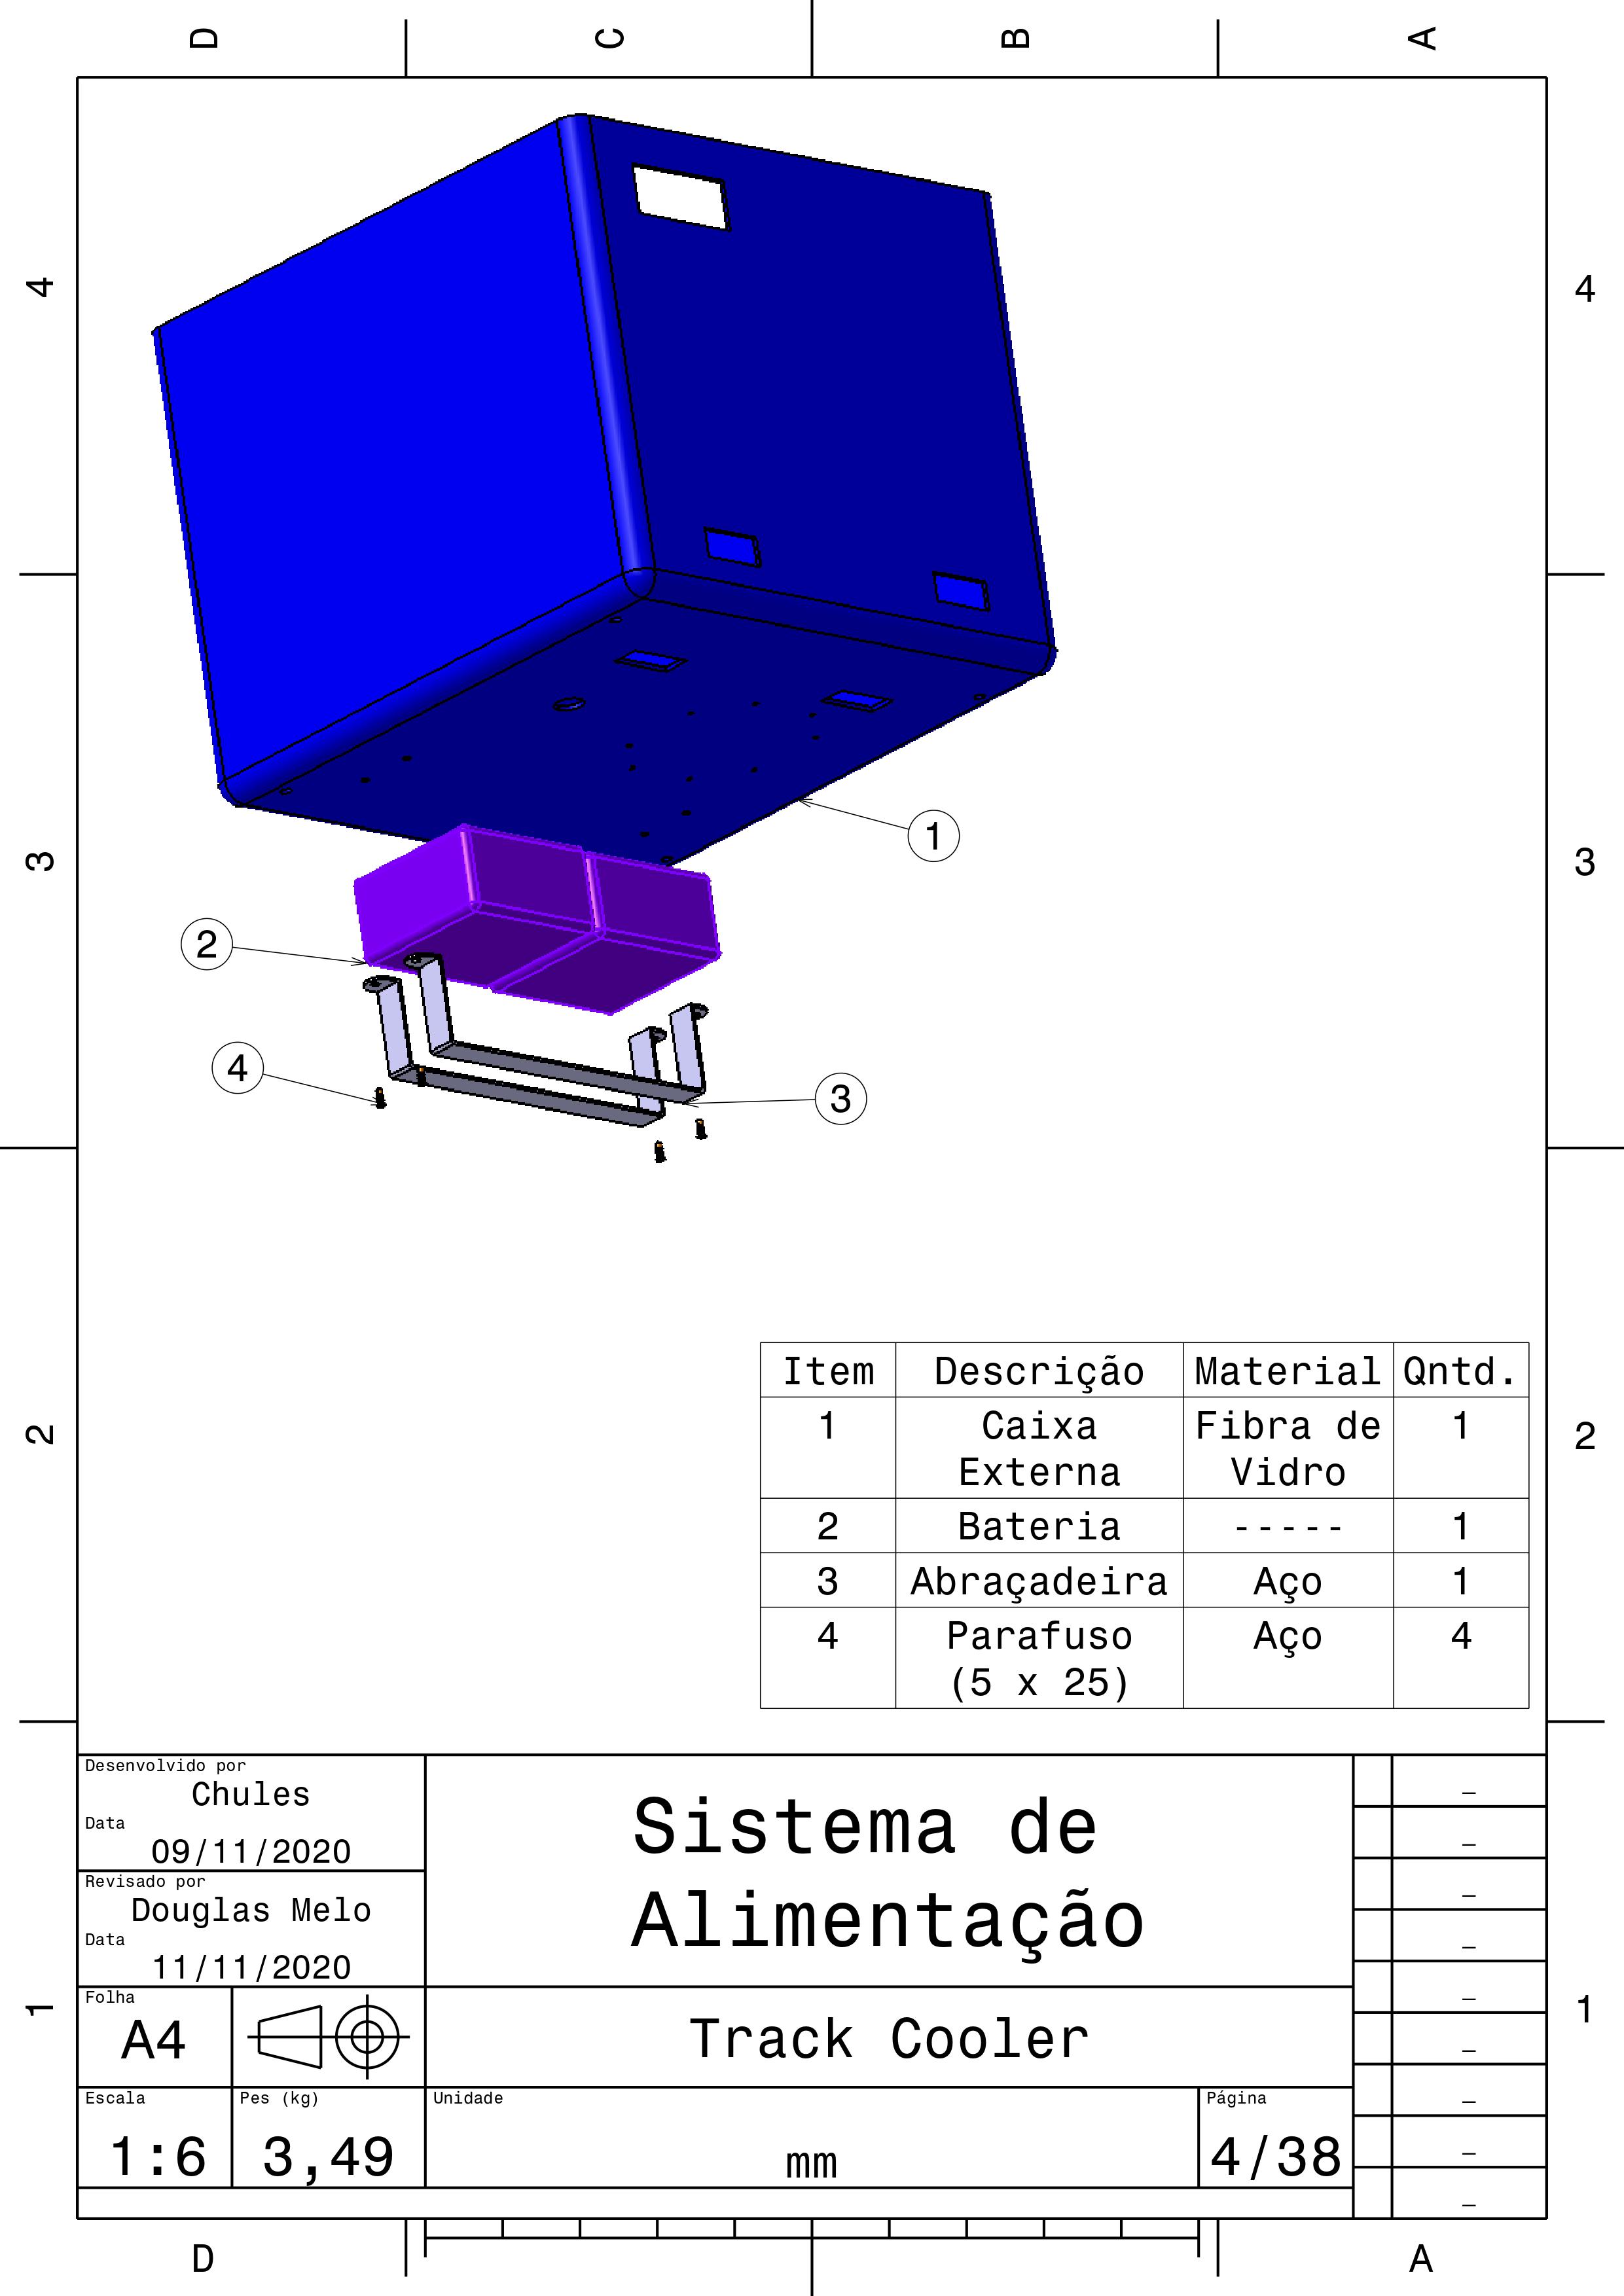 D C B A
4 4
1
3 3
2
4
3
Item Descrição Material Qntd.
1 Caixa Fibra de 1
Externa Vidro
2 Bateria ----- 1
2 2
3 Abraçadeira Aço 1
4 Parafuso Aço 4
(5 x 25)
Desenvolvido por
Chules
Data
09/11/2020
Revisado por
Douglas Melo
Data
11/11/2020
Sistema de
Alimentação
Folha
A4
Track Cooler
1 1
Escala
1:6
Pes (kg)
3,49
Unidade
mm
Página
4/38
D A